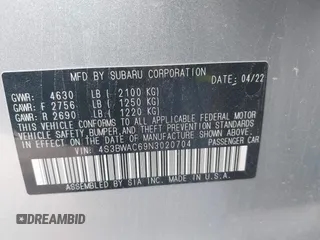 MFD. BY SUBARU CORPORATION
GVWR: 4630 LB ( 2100 KG) DATE 04/22
GAWR: F 2756 LB ( 1250 KG)
GAWR: R 2690 LB ( 1220 KG)
THIS VEHICLE CONFORMS TO ALL APPLICABLE FEDERAL MOTOR
VEHICLE SAFETY, BUMPER, AND THEFT PREVENTION STANDARDS
IN EFFECT ON THE DATE OF MANUFACTURE SHOWN ABOVE.
VIN: 4S3BWAC69N3020704 PASSENGER CAR
ASSEMBLED BY SIA INC. MADE IN U.S.A.
© DREAMBID